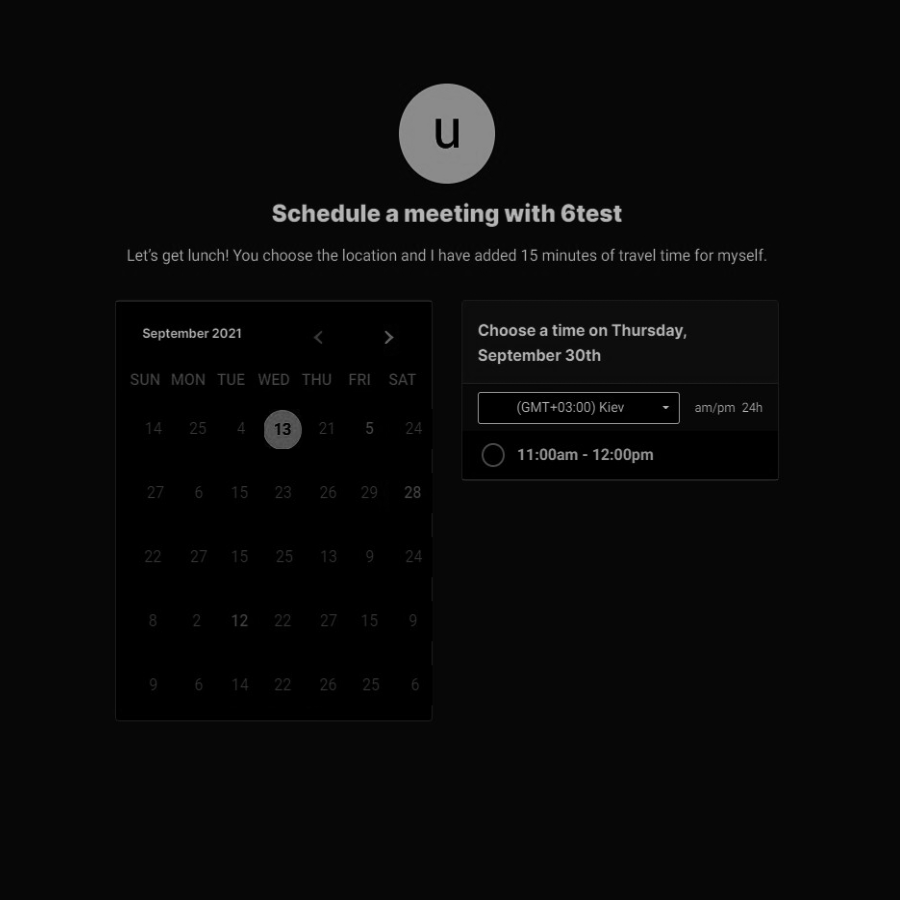 u
Schedule a meeting with 6test
Let's get lunch! You choose the location and I have added 15 minutes of travel time for myself.
September 2021
SUN MON TUE WED THU FRI SAT
14 25 4 13 21 5 24
27 6 15 23 26 29 28
22 27 15 25 13 9 24
8 2 12 22 27 15 9
9 6 14 22 26 25 6
Choose a time on Thursday,
September 30th
(GMT+03:00) Kiev am/pm 24h
11:00am - 12:00pm